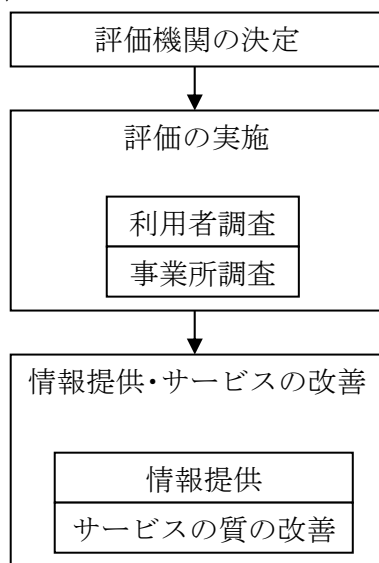 評価機関の決定
評価の実施
利用者調査
事業所調査
情報提供・サービスの改善
情報提供
サービスの質の改善